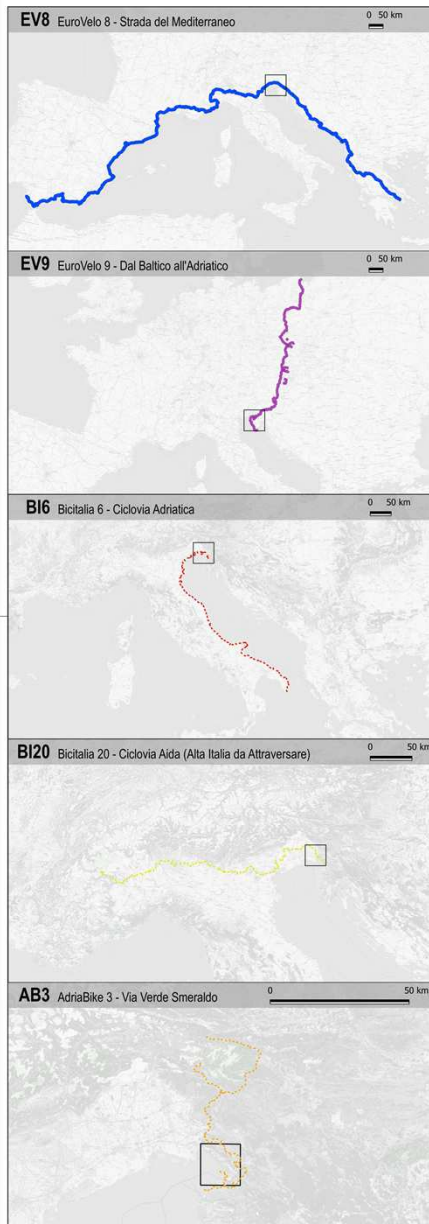 EV8 EuroVelo 8 - Strada del Mediterraneo 0 50 km
EV9 EuroVelo 9 - Dal Baltico all'Adriatico 0 50 km
BI6 Bicitalia 6 - Ciclovia Adriatica 0 50 km
BI20 Bicitalia 20 - Ciclovia Aida (Alta Italia da Attraversare) 0 50 km
AB3 AdriaBike 3 - Via Verde Smeraldo 0 50 km